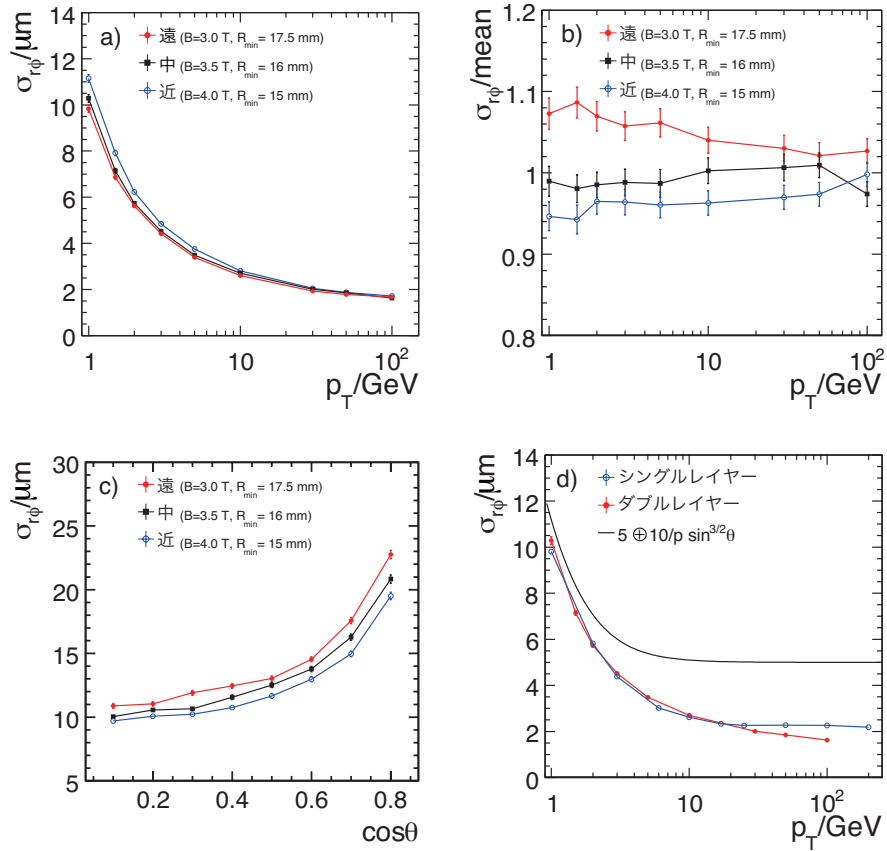 a)
遠 (B=3.0 T, R_min= 17.5 mm)
中 (B=3.5 T, R_min= 16 mm)
近 (B=4.0 T, R_min= 15 mm)
σ_rϕ/μm
14
12
10
8
6
4
2
0
1
10
10²
p_T/GeV
b)
遠 (B=3.0 T, R_min= 17.5 mm)
中 (B=3.5 T, R_min= 16 mm)
近 (B=4.0 T, R_min= 15 mm)
σ_rϕ/mean
1.2
1.1
1
0.9
0.8
1
10
10²
p_T/GeV
c)
遠 (B=3.0 T, R_min= 17.5 mm)
中 (B=3.5 T, R_min= 16 mm)
近 (B=4.0 T, R_min= 15 mm)
σ_rϕ/μm
30
25
20
15
10
5
0.2
0.4
0.6
0.8
cosθ
d)
シングルレイヤー
ダブルレイヤー
5 ⊕10/p sin^3/2θ
σ_rϕ/μm
14
12
10
8
6
4
2
0
1
10
10²
p_T/GeV